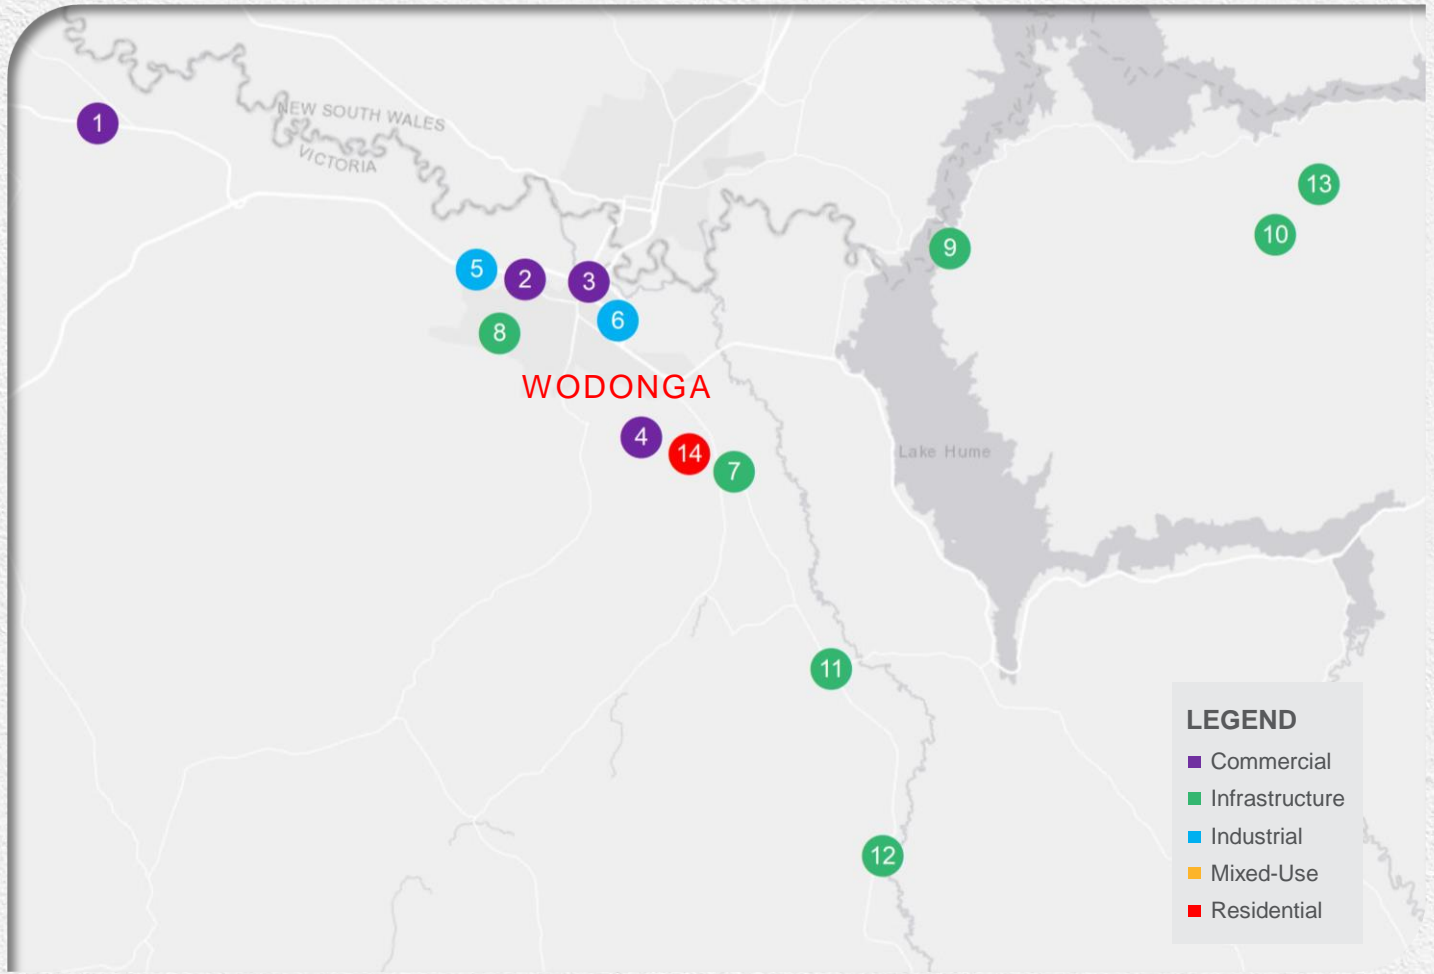 1
NEW SOUTH WALES
VICTORIA
13
10
9
5
2
3
6
8
WODONGA
4
14
7
Lake Hume
11
12
LEGEND
Commercial
Infrastructure
Industrial
Mixed-Use
Residential